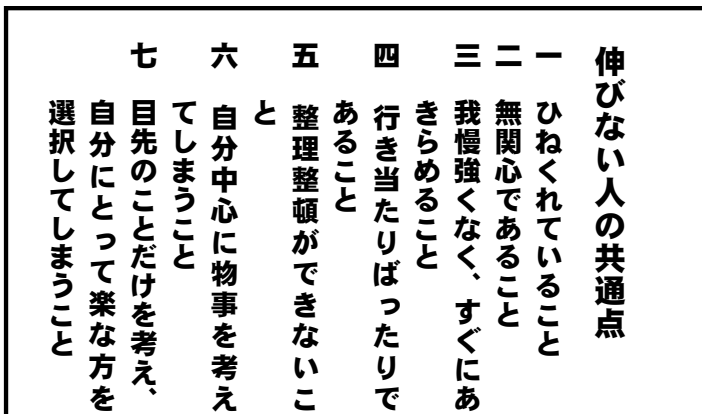 伸びない人の共通点
一 ひねくれていること
二 無関心であること
三 我慢強くなく、すぐにあ
きらめること
四 行き当たりばったりで
あること
五 整理整頓ができないこ
と
六 自分中心に物事を考え
てしまうこと
七 目先のことだけを考え、
自分にとって楽な方を
選択してしまうこと